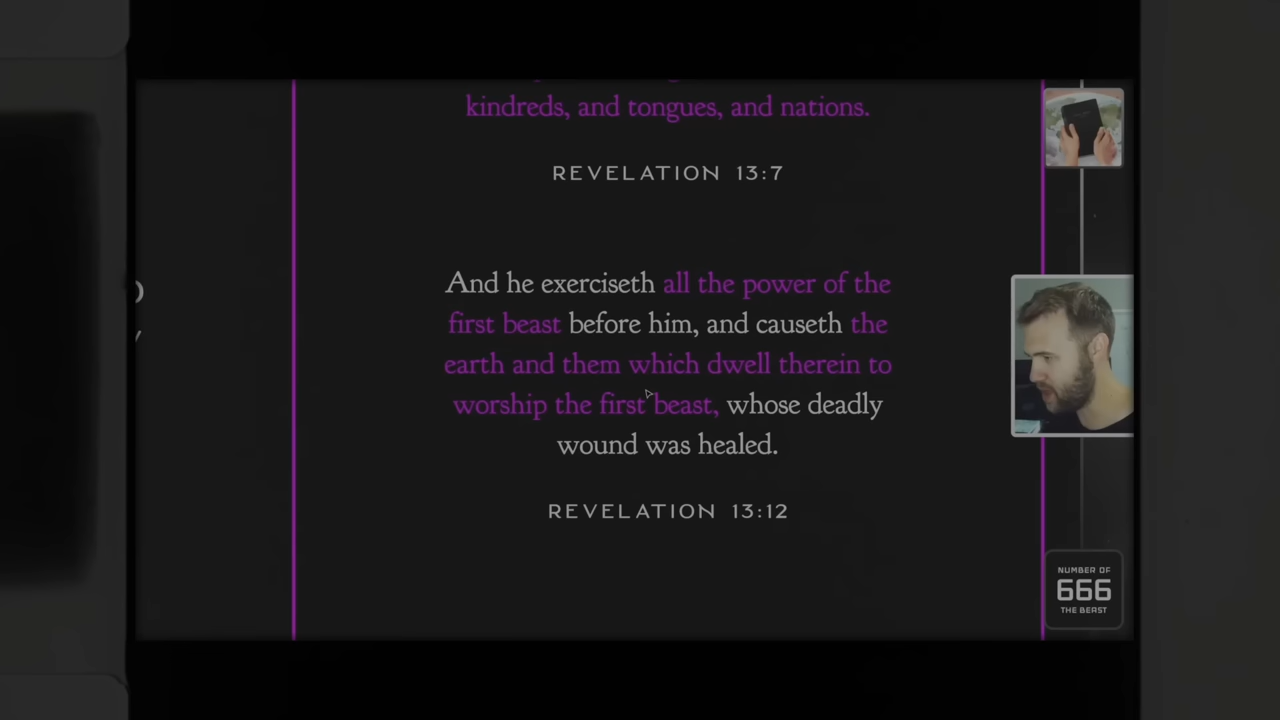 kindreds, and tongues, and nations.
REVELATION 13:7
And he exerciseth all the power of the
first beast before him, and causeth the
earth and them which dwell therein to
worship the first beast, whose deadly
wound was healed.
REVELATION 13:12
NUMBER OF
666
THE BEAST